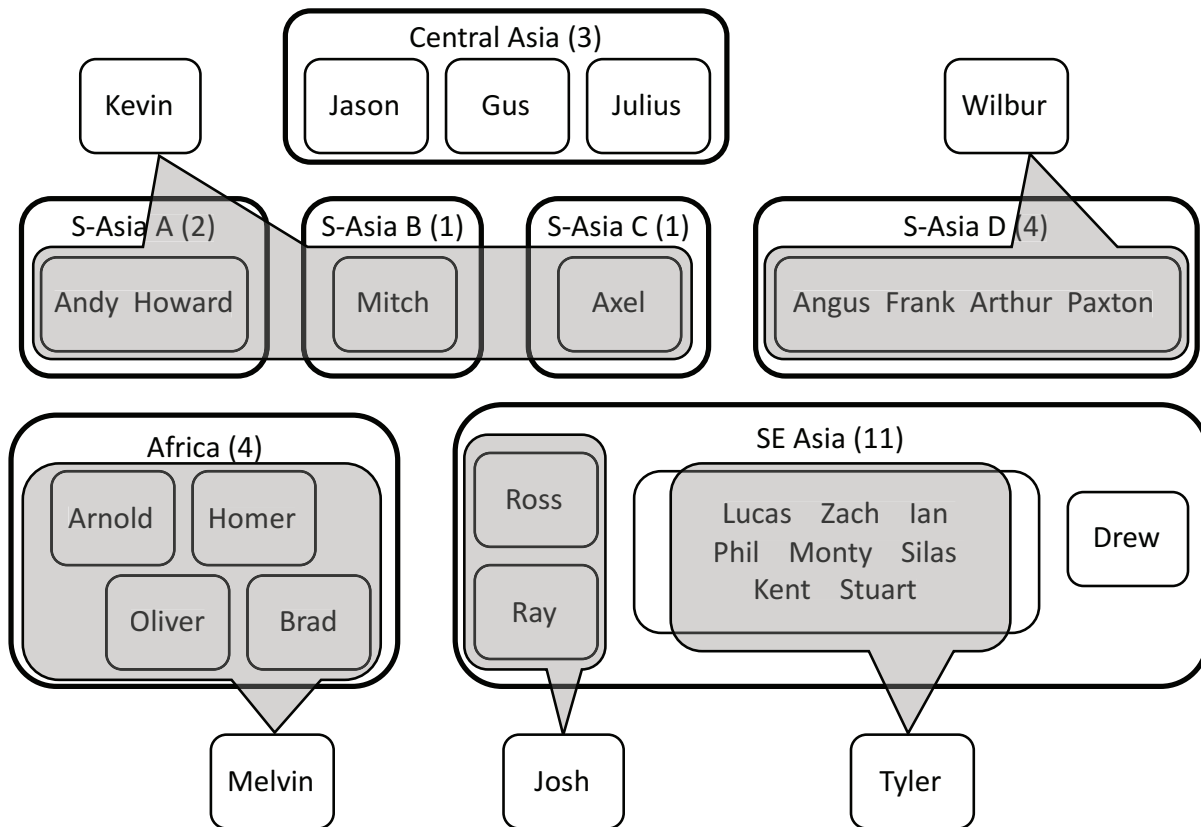 Central Asia (3)
Kevin
Jason Gus Julius
Wilbur
S-Asia A (2)
S-Asia B (1)
S-Asia C (1)
S-Asia D (4)
Andy Howard
Mitch
Axel
Angus Frank Arthur Paxton
Africa (4)
Arnold Homer
Oliver Brad
SE Asia (11)
Ross
Ray
Lucas Zach Ian
Phil Monty Silas
Kent Stuart
Drew
Melvin
Josh
Tyler